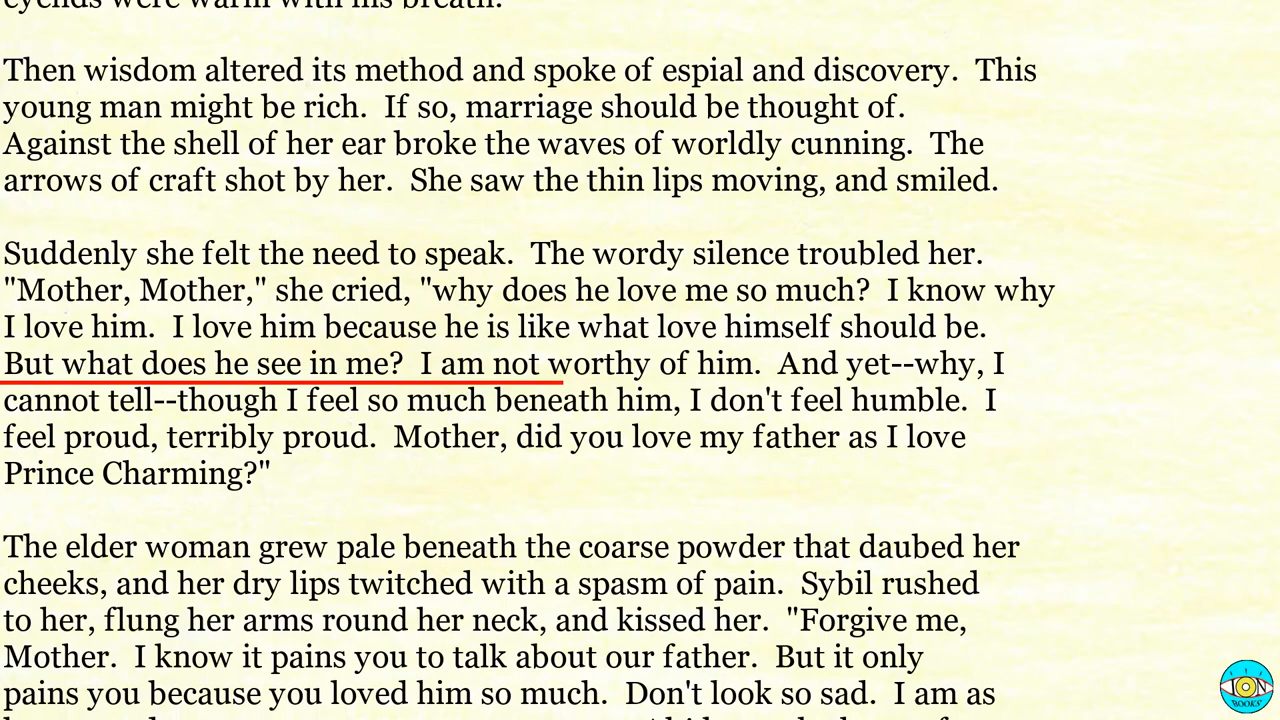 eyelids were warm with his breath.
Then wisdom altered its method and spoke of espial and discovery.  This
young man might be rich.  If so, marriage should be thought of.
Against the shell of her ear broke the waves of worldly cunning.  The
arrows of craft shot by her.  She saw the thin lips moving, and smiled.
Suddenly she felt the need to speak.  The wordy silence troubled her.
"Mother, Mother," she cried, "why does he love me so much?  I know why
I love him.  I love him because he is like what love himself should be.
But what does he see in me?  I am not worthy of him.  And yet--why, I
cannot tell--though I feel so much beneath him, I don't feel humble.  I
feel proud, terribly proud.  Mother, did you love my father as I love
Prince Charming?"
The elder woman grew pale beneath the coarse powder that daubed her
cheeks, and her dry lips twitched with a spasm of pain.  Sybil rushed
to her, flung her arms round her neck, and kissed her.  "Forgive me,
Mother.  I know it pains you to talk about our father.  But it only
pains you because you loved him so much.  Don't look so sad.  I am as
ION
BOOKS